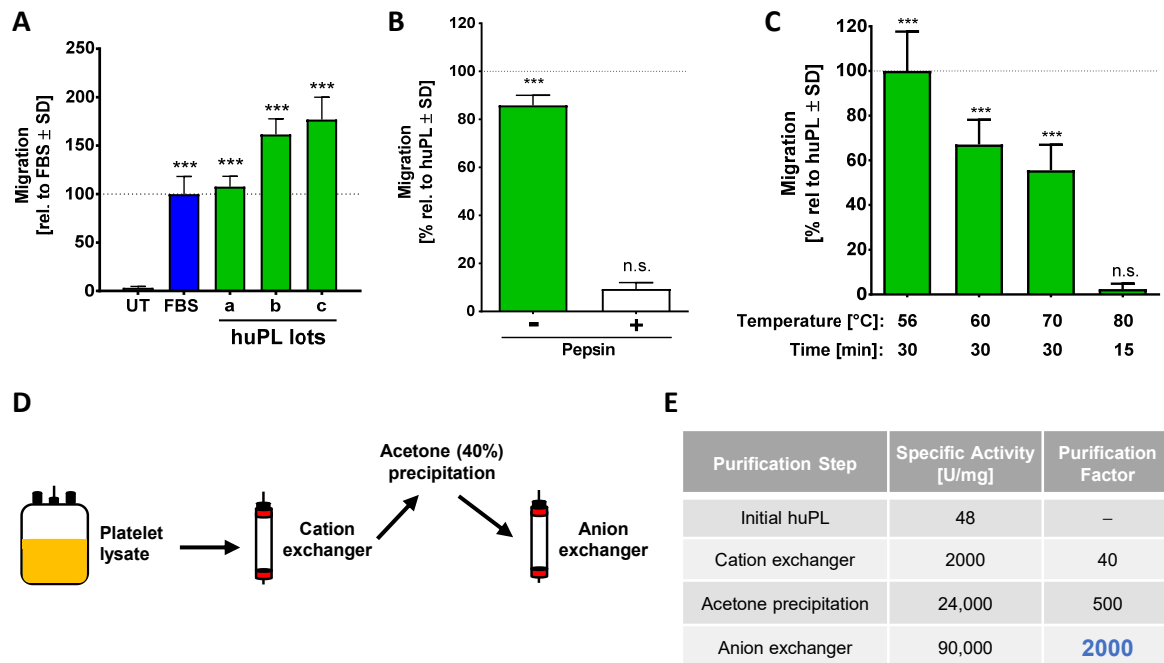 A
Migration
[rel. to FBS ± SD]
250
200
150
100
50
0
***
***
***
***
UT
FBS
a
b
c
huPL lots
B
Migration
[% rel. to huPL ± SD]
120
100
80
60
40
20
0
***
n.s.
-
+
Pepsin
C
Migration
[% rel to huPL ± SD]
120
100
80
60
40
20
0
***
***
***
n.s.
Temperature [°C]: 56 60 70 80
Time [min]: 30 30 30 15
D
Platelet
lysate
Cation
exchanger
Acetone (40%)
precipitation
Anion
exchanger
E
Purification Step
Specific Activity
[U/mg]
Purification
Factor
Initial huPL 48 –
Cation exchanger 2000 40
Acetone precipitation 24,000 500
Anion exchanger 90,000 2000